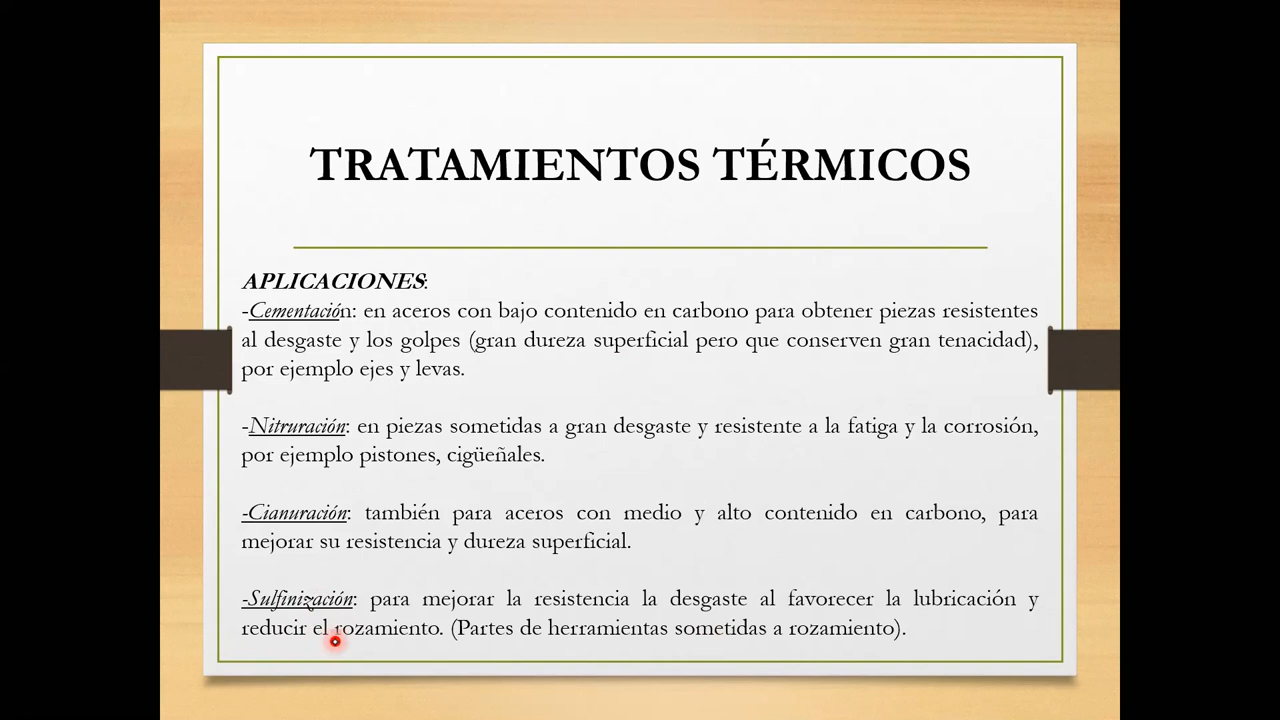 TRATAMIENTOS TÉRMICOS
APLICACIONES:
-Cementación: en aceros con bajo contenido en carbono para obtener piezas resistentes
al desgaste y los golpes (gran dureza superficial pero que conserven gran tenacidad),
por ejemplo ejes y levas.
-Nitruración: en piezas sometidas a gran desgaste y resistente a la fatiga y la corrosión,
por ejemplo pistones, cigüeñales.
-Cianuración: también para aceros con medio y alto contenido en carbono, para
mejorar su resistencia y dureza superficial.
-Sulfinización: para mejorar la resistencia la desgaste al favorecer la lubricación y
reducir el rozamiento. (Partes de herramientas sometidas a rozamiento).